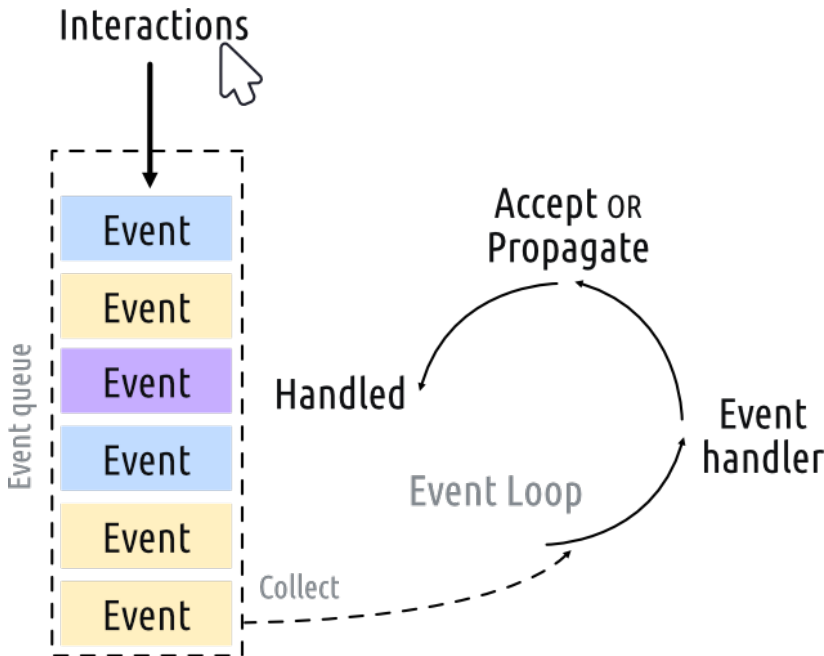 Interactions
Event
Event
Event
Event
Event
Event
Event queue
Collect
Event Loop
Event
handler
Accept OR
Propagate
Handled